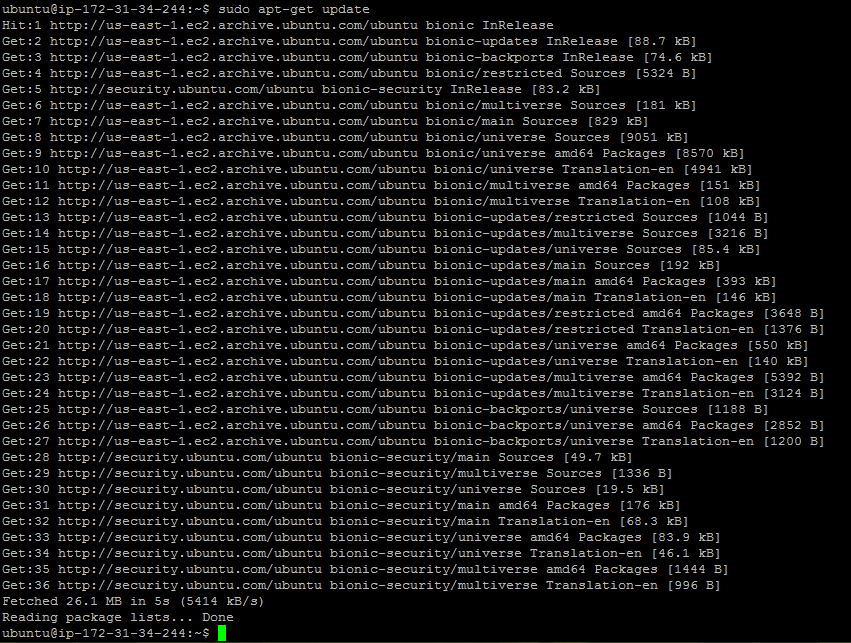 ubuntu@ip-172-31-34-244:~$ sudo apt-get update
Hit:1 http://us-east-1.ec2.archive.ubuntu.com/ubuntu bionic InRelease
Get:2 http://us-east-1.ec2.archive.ubuntu.com/ubuntu bionic-updates InRelease [88.7 kB]
Get:3 http://us-east-1.ec2.archive.ubuntu.com/ubuntu bionic-backports InRelease [74.6 kB]
Get:4 http://us-east-1.ec2.archive.ubuntu.com/ubuntu bionic/restricted Sources [5324 B]
Get:5 http://security.ubuntu.com/ubuntu bionic-security InRelease [83.2 kB]
Get:6 http://us-east-1.ec2.archive.ubuntu.com/ubuntu bionic/multiverse Sources [181 kB]
Get:7 http://us-east-1.ec2.archive.ubuntu.com/ubuntu bionic/main Sources [829 kB]
Get:8 http://us-east-1.ec2.archive.ubuntu.com/ubuntu bionic/universe Sources [9051 kB]
Get:9 http://us-east-1.ec2.archive.ubuntu.com/ubuntu bionic/universe amd64 Packages [8570 kB]
Get:10 http://us-east-1.ec2.archive.ubuntu.com/ubuntu bionic/universe Translation-en [4941 kB]
Get:11 http://us-east-1.ec2.archive.ubuntu.com/ubuntu bionic/multiverse amd64 Packages [151 kB]
Get:12 http://us-east-1.ec2.archive.ubuntu.com/ubuntu bionic/multiverse Translation-en [108 kB]
Get:13 http://us-east-1.ec2.archive.ubuntu.com/ubuntu bionic-updates/restricted Sources [1044 B]
Get:14 http://us-east-1.ec2.archive.ubuntu.com/ubuntu bionic-updates/multiverse Sources [3216 B]
Get:15 http://us-east-1.ec2.archive.ubuntu.com/ubuntu bionic-updates/universe Sources [85.4 kB]
Get:16 http://us-east-1.ec2.archive.ubuntu.com/ubuntu bionic-updates/main Sources [192 kB]
Get:17 http://us-east-1.ec2.archive.ubuntu.com/ubuntu bionic-updates/main amd64 Packages [393 kB]
Get:18 http://us-east-1.ec2.archive.ubuntu.com/ubuntu bionic-updates/main Translation-en [146 kB]
Get:19 http://us-east-1.ec2.archive.ubuntu.com/ubuntu bionic-updates/restricted amd64 Packages [3648 B]
Get:20 http://us-east-1.ec2.archive.ubuntu.com/ubuntu bionic-updates/restricted Translation-en [1376 B]
Get:21 http://us-east-1.ec2.archive.ubuntu.com/ubuntu bionic-updates/universe amd64 Packages [550 kB]
Get:22 http://us-east-1.ec2.archive.ubuntu.com/ubuntu bionic-updates/universe Translation-en [140 kB]
Get:23 http://us-east-1.ec2.archive.ubuntu.com/ubuntu bionic-updates/multiverse amd64 Packages [5392 B]
Get:24 http://us-east-1.ec2.archive.ubuntu.com/ubuntu bionic-updates/multiverse Translation-en [3124 B]
Get:25 http://us-east-1.ec2.archive.ubuntu.com/ubuntu bionic-backports/universe Sources [1188 B]
Get:26 http://us-east-1.ec2.archive.ubuntu.com/ubuntu bionic-backports/universe amd64 Packages [2852 B]
Get:27 http://us-east-1.ec2.archive.ubuntu.com/ubuntu bionic-backports/universe Translation-en [1200 B]
Get:28 http://security.ubuntu.com/ubuntu bionic-security/main Sources [49.7 kB]
Get:29 http://security.ubuntu.com/ubuntu bionic-security/multiverse Sources [1336 B]
Get:30 http://security.ubuntu.com/ubuntu bionic-security/universe Sources [19.5 kB]
Get:31 http://security.ubuntu.com/ubuntu bionic-security/main amd64 Packages [176 kB]
Get:32 http://security.ubuntu.com/ubuntu bionic-security/main Translation-en [68.3 kB]
Get:33 http://security.ubuntu.com/ubuntu bionic-security/universe amd64 Packages [83.9 kB]
Get:34 http://security.ubuntu.com/ubuntu bionic-security/universe Translation-en [46.1 kB]
Get:35 http://security.ubuntu.com/ubuntu bionic-security/multiverse amd64 Packages [1444 B]
Get:36 http://security.ubuntu.com/ubuntu bionic-security/multiverse Translation-en [996 B]
Fetched 26.1 MB in 5s (5414 kB/s)
Reading package lists... Done
ubuntu@ip-172-31-34-244:~$